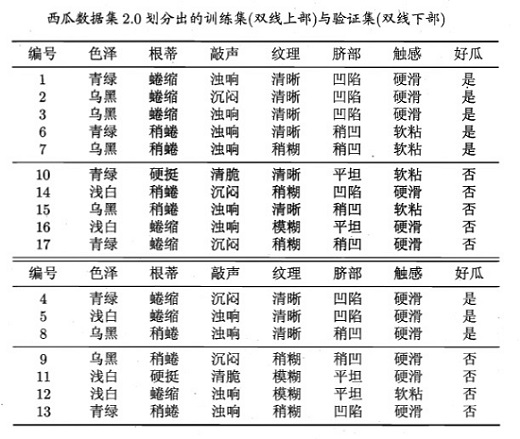 西瓜数据集2.0划分出的训练集(双线上部)与验证集(双线下部)
编号 色泽 根蒂 敲声 纹理 脐部 触感 好瓜
1 青绿 蜷缩 浊响 清晰 凹陷 硬滑 是
2 乌黑 蜷缩 沉闷 清晰 凹陷 硬滑 是
3 乌黑 蜷缩 浊响 清晰 凹陷 硬滑 是
6 青绿 稍蜷 浊响 清晰 稍凹 软粘 是
7 乌黑 稍蜷 浊响 稍糊 稍凹 软粘 是
10 青绿 硬挺 清脆 清晰 平坦 软粘 否
14 浅白 稍蜷 沉闷 稍糊 凹陷 硬滑 否
15 乌黑 稍蜷 浊响 清晰 稍凹 软粘 否
16 浅白 蜷缩 浊响 模糊 平坦 硬滑 否
17 青绿 蜷缩 沉闷 稍糊 稍凹 硬滑 否
编号 色泽 根蒂 敲声 纹理 脐部 触感 好瓜
4 青绿 蜷缩 沉闷 清晰 凹陷 硬滑 是
5 浅白 蜷缩 浊响 清晰 凹陷 硬滑 是
8 乌黑 稍蜷 浊响 清晰 稍凹 硬滑 是
9 乌黑 稍蜷 沉闷 稍糊 稍凹 硬滑 否
11 浅白 硬挺 清脆 模糊 平坦 硬滑 否
12 浅白 蜷缩 浊响 模糊 平坦 软粘 否
13 青绿 稍蜷 浊响 稍糊 凹陷 硬滑 否